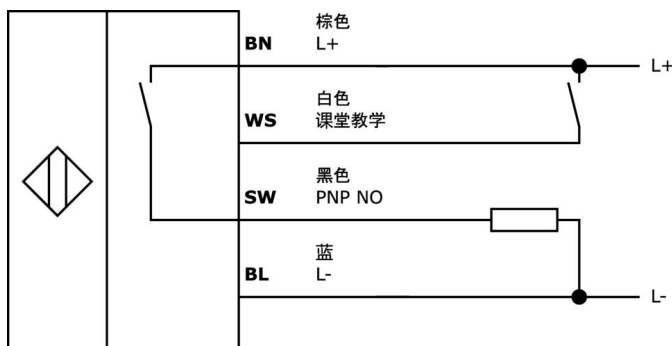 棕色
BN L+
L+
白色
WS 课堂教学
黑色
SW PNP NO
蓝
BL L-
L-